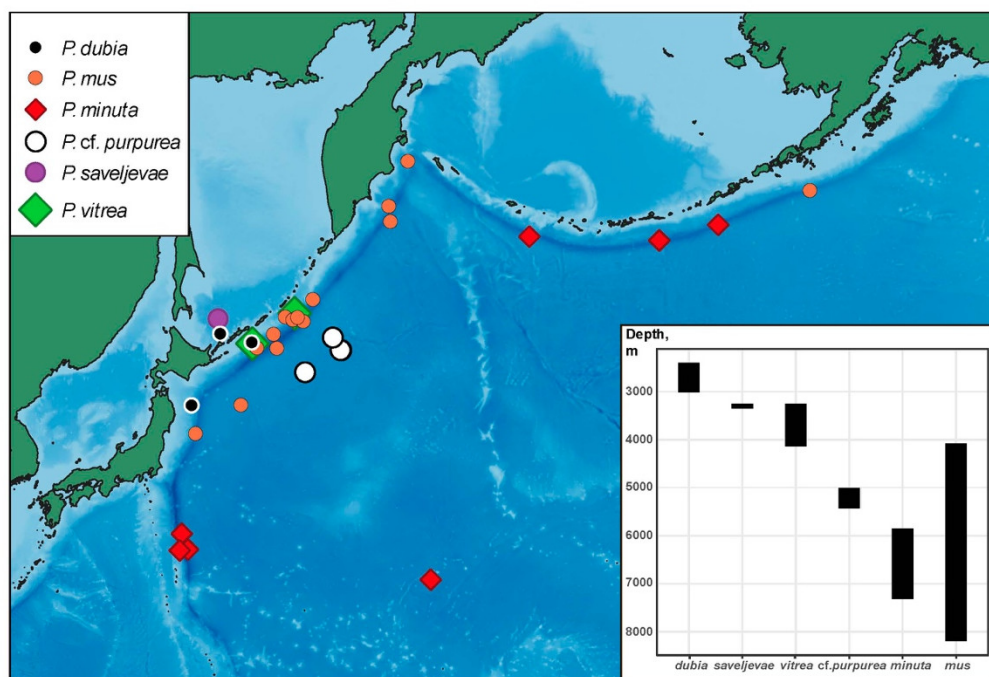 P. dubia
P. mus
P. minuta
P. cf. purpurea
P. saveljevae
P. vitrea
Depth,
m
3000
4000
5000
6000
7000
8000
dubia saveljevae vitrea cf.purpurea minuta mus